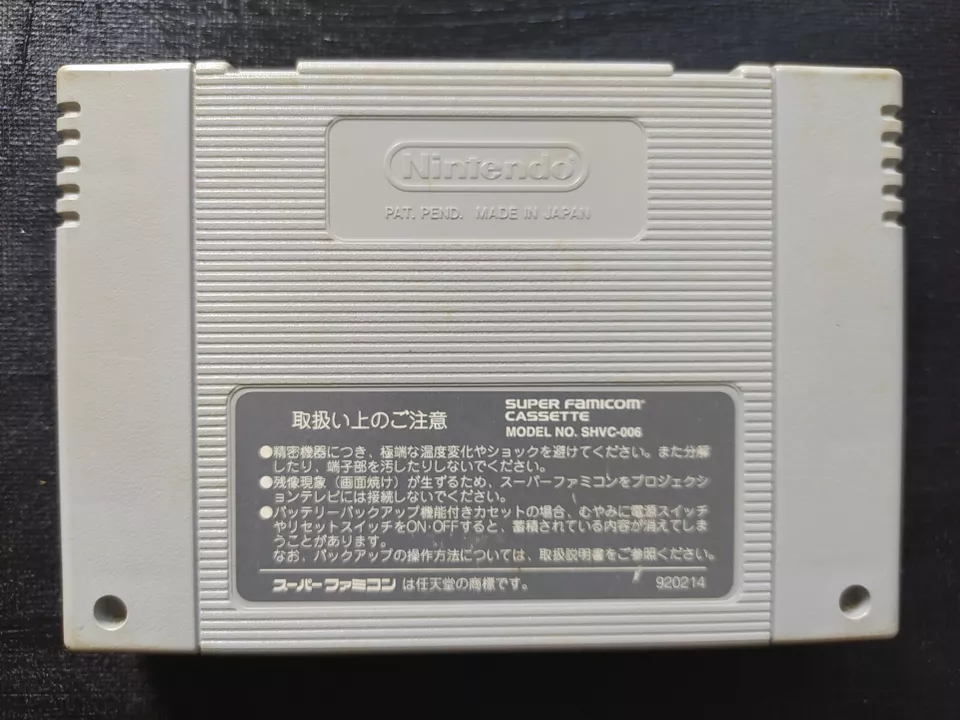 Nintendo
PAT. PEND. MADE IN JAPAN
取扱い上のご注意
SUPER FAMICOM™
CASSETTE
MODEL NO. SHVC-006
●精密機器につき、極端な温度変化やショックを避けてください。また分解
したり、端子部を汚したりしないでください。
●残像現象（画面焼け）が生ずるため、スーパーファミコンをプロジェクシ
ョンテレビには接続しないでください。
●バッテリーバックアップ機能付きカセットの場合、むやみに電源スイッチ
やリセットスイッチをON・OFFすると、蓄積されている内容が消えてしま
うことがあります。
なお、バックアップの操作方法については、取扱説明書をご参照ください。
スーパーファミコン は任天堂の商標です。
920214